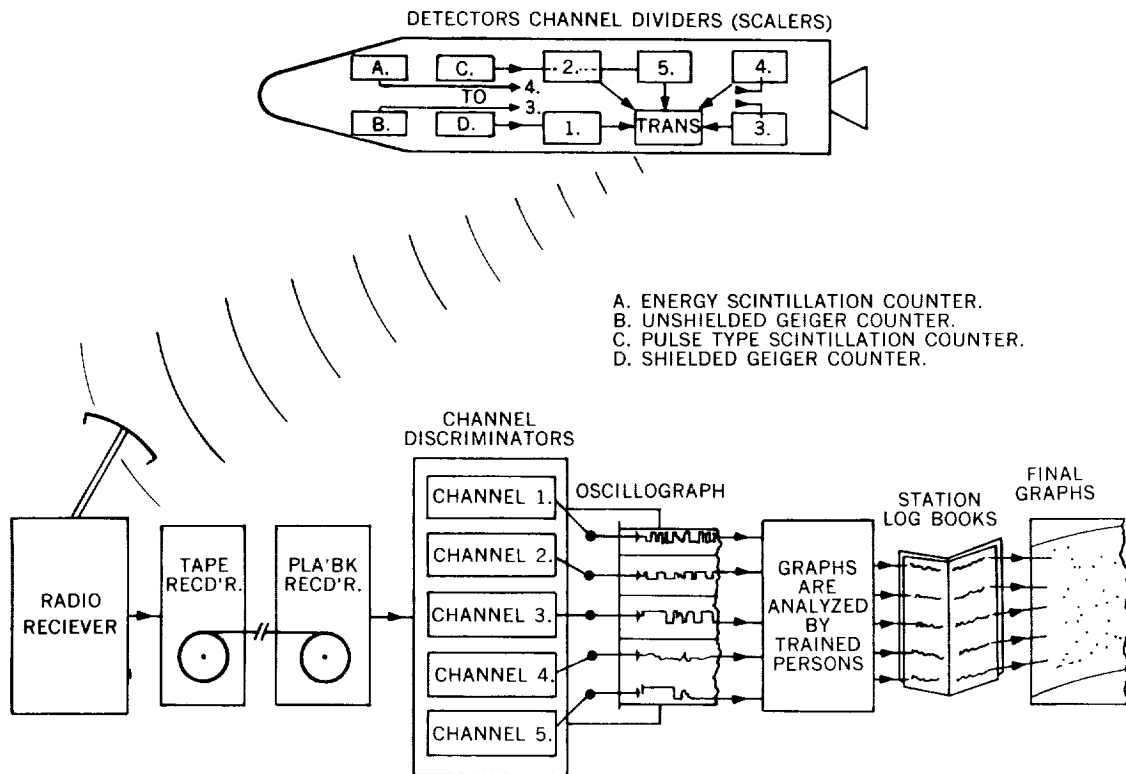 DETECTORS CHANNEL DIVIDERS (SCALERS)
A.
C.
2.
5.
4.
4.
TO
3.
B.
D.
1.
TRANS
3.
A. ENERGY SCINTILLATION COUNTER.
B. UNSHIELDED GEIGER COUNTER.
C. PULSE TYPE SCINTILLATION COUNTER.
D. SHIELDED GEIGER COUNTER.
RADIO
RECIEVER
TAPE
RECD'R.
PLA'BK
RECD'R.
CHANNEL
DISCRIMINATORS
CHANNEL 1.
CHANNEL 2.
CHANNEL 3.
CHANNEL 4.
CHANNEL 5.
OSCILLOGRAPH
GRAPHS
ARE
ANALYZED
BY
TRAINED
PERSONS
STATION
LOG BOOKS
FINAL
GRAPHS